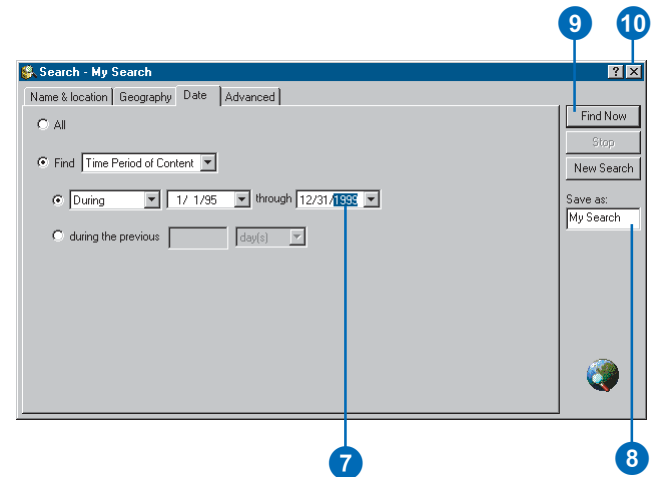 9 10
Search - My Search ? ×
Name & location Geography Date Advanced
All
Find Time Period of Content
During 1/ 1/95 through 12/31/1999
during the previous day(s)
Find Now
Stop
New Search
Save as:
My Search
7 8